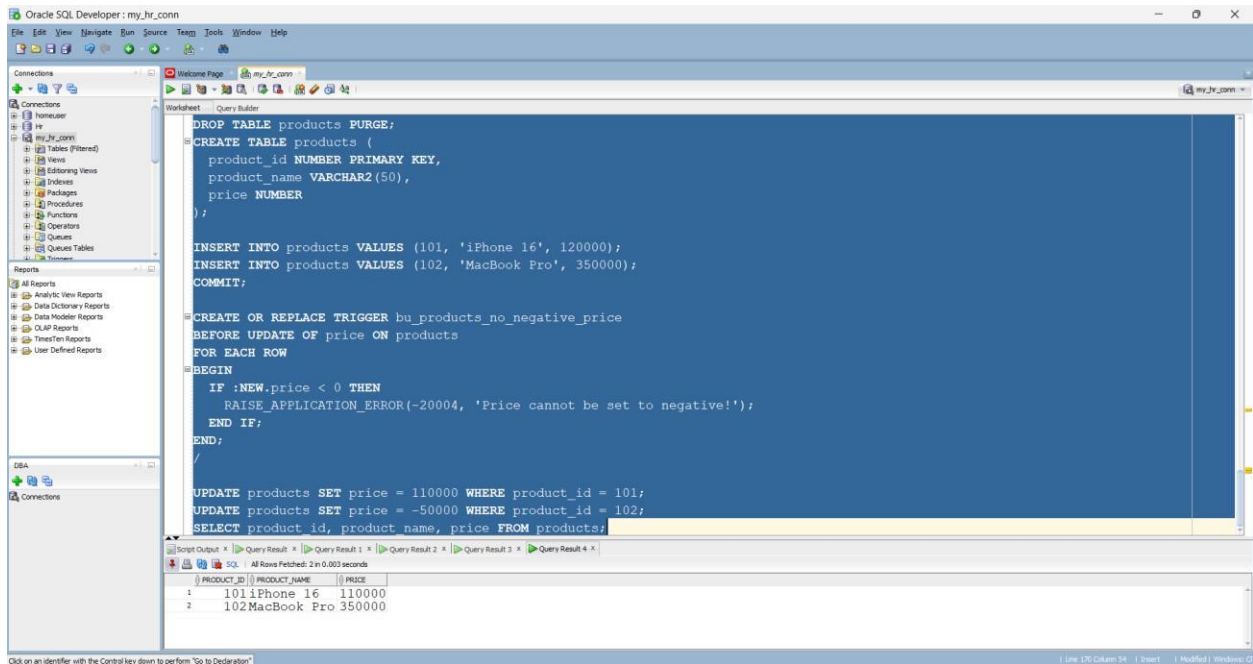 Oracle SQL Developer : my_hr_conn
File Edit View Navigate Run Source Team Tools Window Help
Connections
Connections
homeuser
Hr
my_hr_conn
Tables (Filtered)
Views
Editioning Views
Indexes
Packages
Procedures
Functions
Operators
Queues
Queues Tables
Triggers
Reports
All Reports
Analytic View Reports
Data Dictionary Reports
Data Modeler Reports
OLAP Reports
TimesTen Reports
User Defined Reports
DBA
Connections
Welcome Page my_hr_conn
my_hr_conn
Worksheet Query Builder
DROP TABLE products PURGE;
CREATE TABLE products (
product_id NUMBER PRIMARY KEY,
product_name VARCHAR2(50),
price NUMBER
);
INSERT INTO products VALUES (101, 'iPhone 16', 120000);
INSERT INTO products VALUES (102, 'MacBook Pro', 350000);
COMMIT;
CREATE OR REPLACE TRIGGER bu_products_no_negative_price
BEFORE UPDATE OF price ON products
FOR EACH ROW
BEGIN
IF :NEW.price < 0 THEN
RAISE_APPLICATION_ERROR(-20004, 'Price cannot be set to negative!');
END IF;
END;
/
UPDATE products SET price = 110000 WHERE product_id = 101;
UPDATE products SET price = -50000 WHERE product_id = 102;
SELECT product_id, product_name, price FROM products;
Script Output x Query Result x Query Result 1 x Query Result 2 x Query Result 3 x Query Result 4 x
SQL | All Rows Fetched: 2 in 0.003 seconds
PRODUCT_ID PRODUCT_NAME PRICE
1 101 iPhone 16 110000
2 102 MacBook Pro 350000
Click on an identifier with the Control key down to perform "Go to Declaration"
Line 170 Column 54 | Insert | Modified | Windows: C